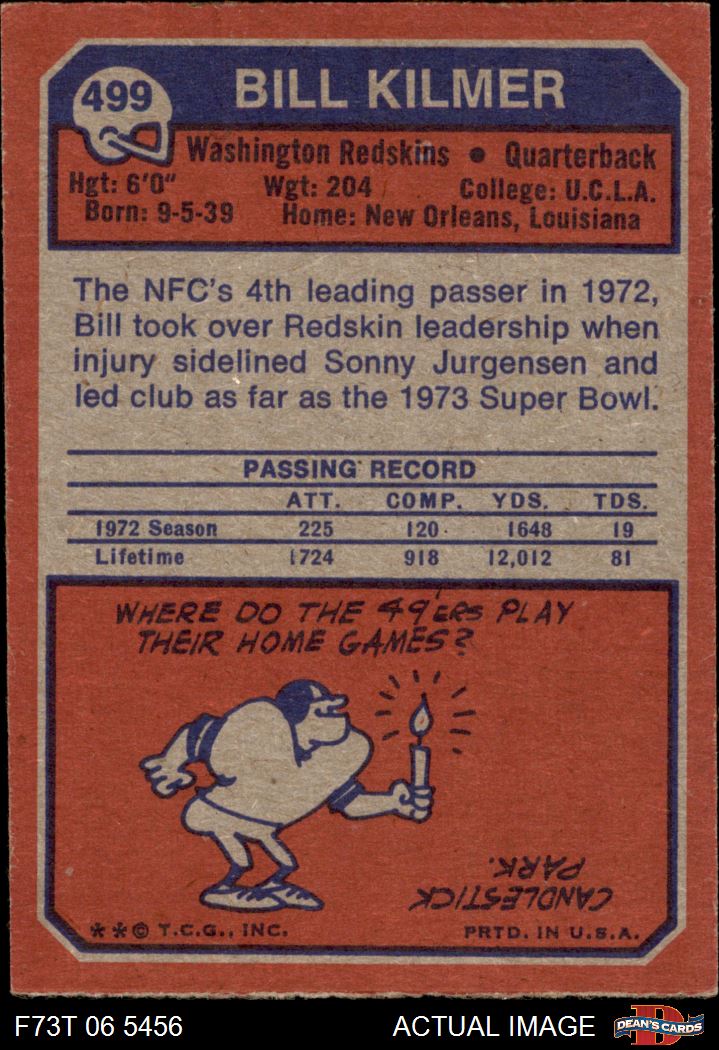 499
BILL KILMER
Washington Redskins • Quarterback
Hgt: 6'0" Wgt: 204 College: U.C.L.A.
Born: 9-5-39 Home: New Orleans, Louisiana
The NFC's 4th leading passer in 1972,
Bill took over Redskin leadership when
injury sidelined Sonny Jurgensen and
led club as far as the 1973 Super Bowl.
PASSING RECORD
ATT. COMP. YDS. TDS.
1972 Season 225 120 1648 19
Lifetime 1724 918 12,012 81
WHERE DO THE 49'ERS PLAY
THEIR HOME GAMES?
CANDLESTICK
PARK.
**© T.C.G., INC. PRTD. IN U.S.A.
F73T 06 5456 ACTUAL IMAGE DEAN'S CARDS